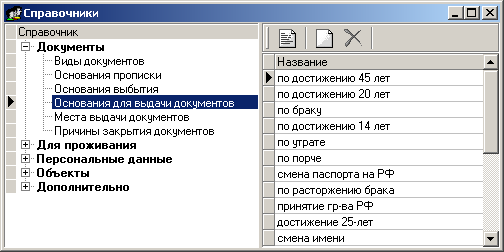 Справочники
Справочник
Документы
Виды документов
Основания прописки
Основания выбытия
Основания для выдачи документов
Места выдачи документов
Причины закрытия документов
Для проживания
Персональные данные
Объекты
Дополнительно
Название
по достижению 45 лет
по достижению 20 лет
по браку
по достижению 14 лет
по утрате
по порче
смена паспорта на РФ
по расторжению брака
принятие гр-ва РФ
достижение 25-лет
смена имени